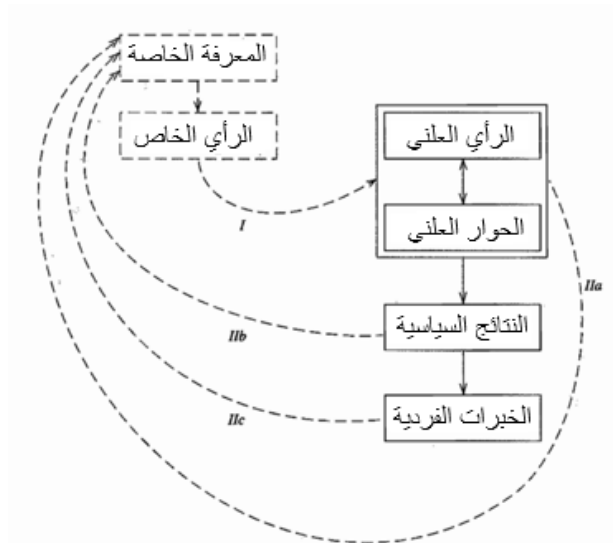 المعرفة الخاصة
الرأي الخاص
الرأي العلني
الحوار العلني
I
IIa
النتائج السياسية
IIb
الخبرات الفردية
IIc